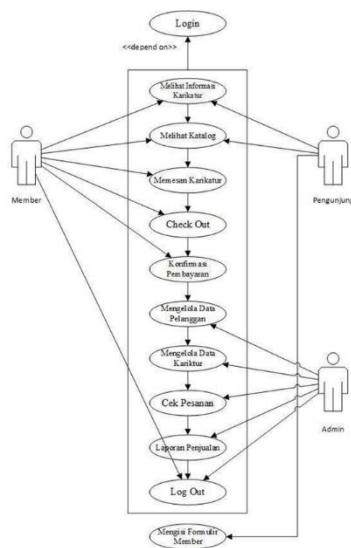 Login
<<depend on>>
Melihat Informasi
Karikatur
Melihat Katalog
Memesan Karikatur
Member
Pengunjung
Check Out
Konfirmasi
Pembayaran
Mengelola Data
Pelanggan
Mengelola Data
Kariktur
Cek Pesanan
Admin
Laporan Penjualan
Log Out
Mengisi Formulir
Member